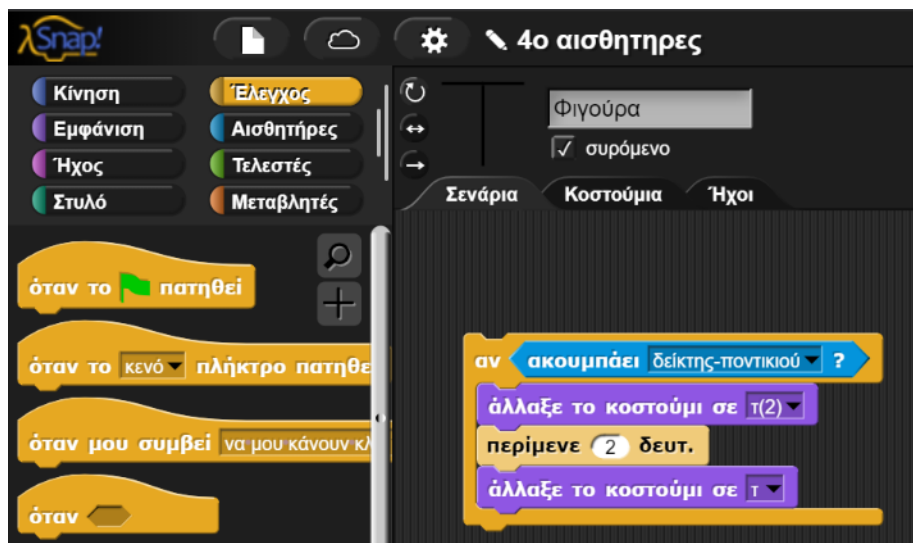 λSnap!
4ο αισθητηρες
Κίνηση
Έλεγχος
Εμφάνιση
Αισθητήρες
Ήχος
Τελεστές
Στυλό
Μεταβλητές
Φιγούρα
συρόμενο
Σενάρια
Κοστούμια
Ήχοι
όταν το πατηθεί
όταν το κενό πλήκτρο πατηθε
όταν μου συμβεί να μου κάνουν κλ
όταν
αν ακουμπάει δείκτης-ποντικιού ?
άλλαξε το κοστούμι σε τ(2)
περίμενε 2 δευτ.
άλλαξε το κοστούμι σε τ